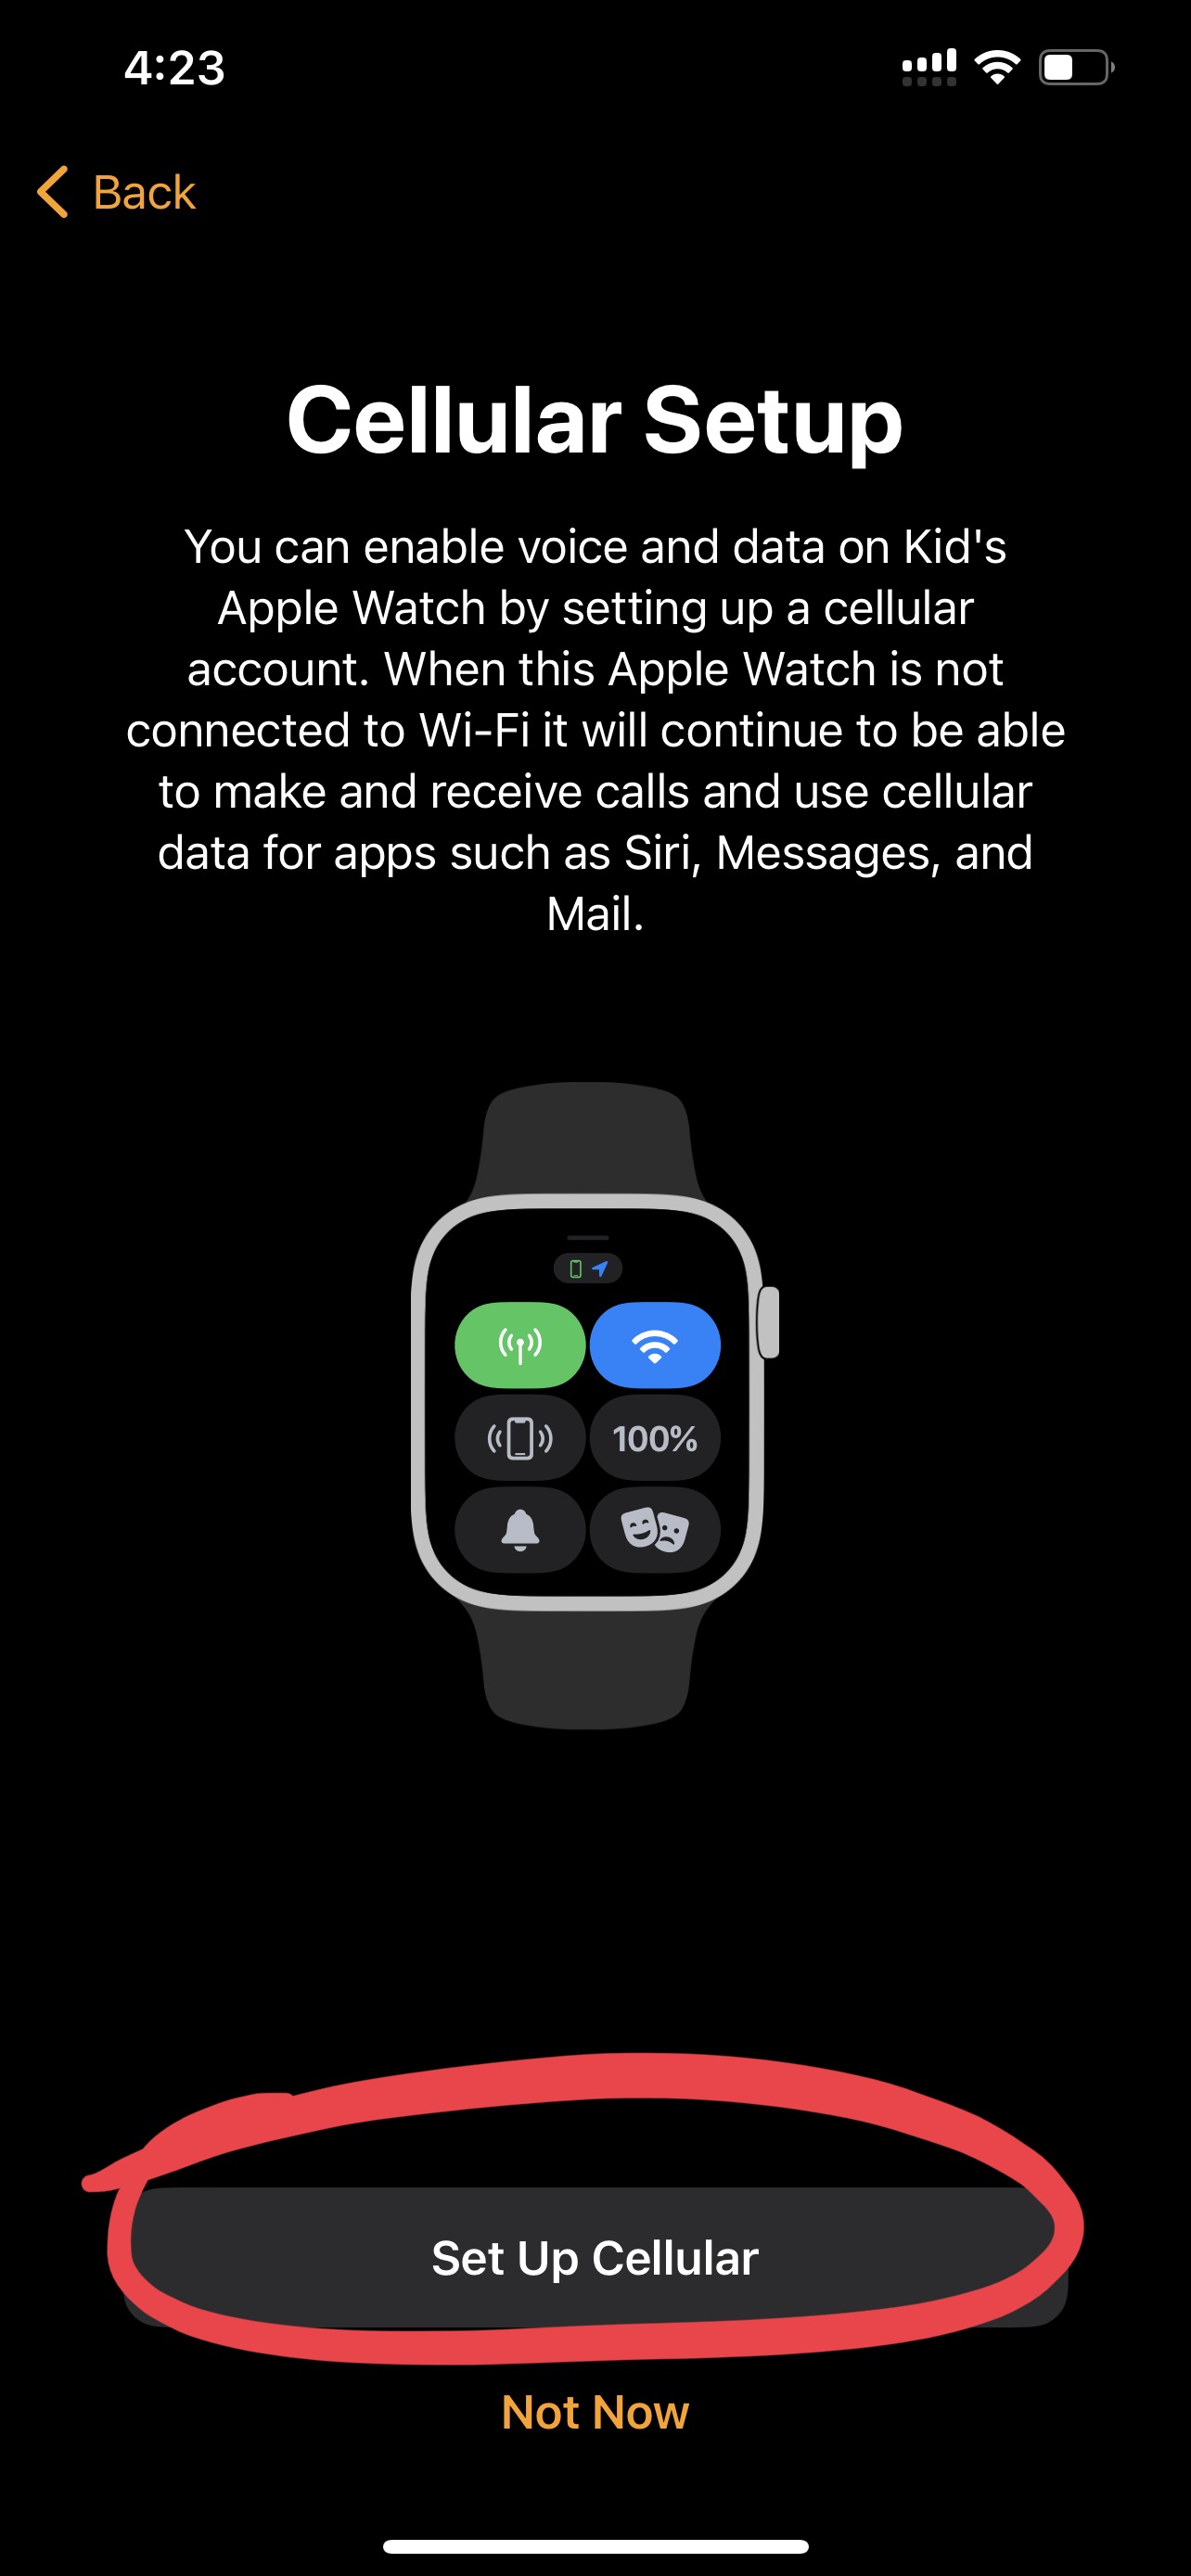 4:23
Back
Cellular Setup
You can enable voice and data on Kid's
Apple Watch by setting up a cellular
account. When this Apple Watch is not
connected to Wi-Fi it will continue to be able
to make and receive calls and use cellular
data for apps such as Siri, Messages, and
Mail.
100%
Set Up Cellular
Not Now